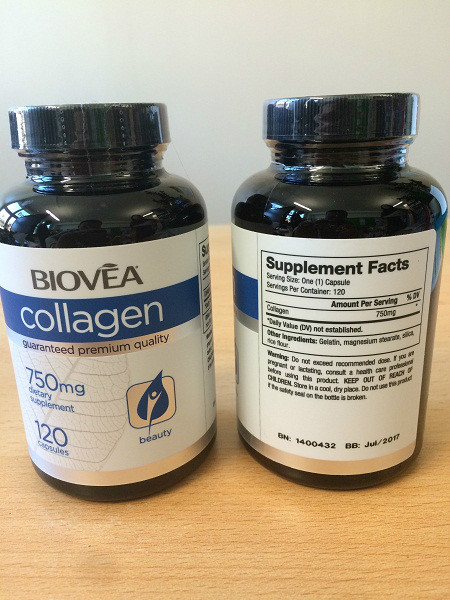 BIOVEA
collagen
guaranteed premium quality
750mg
dietary
supplement
120
capsules
beauty
Supplement Facts
Serving Size: One (1) Capsule
Servings Per Container: 120
Amount Per Serving % DV
Collagen 750mg *
*Daily Value (DV) not established.
Other Ingredients: Gelatin, magnesium stearate, silica,
rice flour.
Warning: Do not exceed recommended dose. If you are
pregnant or lactating, consult a health care professional
before using this product. KEEP OUT OF REACH OF
CHILDREN. Store in a cool, dry place. Do not use this product
if the safety seal on the bottle is broken.
BN: 1400432 BB: Jul/2017